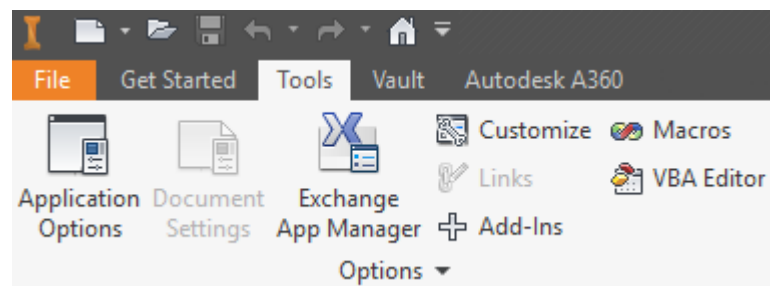 File Get Started Tools Vault Autodesk A360
Customize Macros
Links VBA Editor
Application Document Exchange
Options Settings App Manager Add-Ins
Options